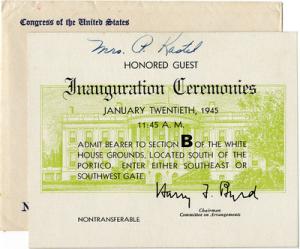 Congress of the United States
Mrs. P. Kastel
HONORED GUEST
Inauguration Ceremonies
JANUARY TWENTIETH, 1945
11:45 A. M.
ADMIT BEARER TO SECTION B OF THE WHITE
HOUSE GROUNDS, LOCATED SOUTH OF THE
PORTICO. ENTER EITHER SOUTHEAST OR
SOUTHWEST GATE
Harry F. Byrd
Chairman
Committee on Arrangements
NONTRANSFERABLE